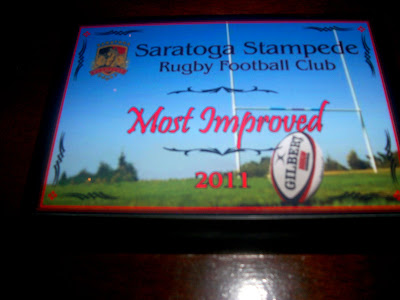 Saratoga Stampede
Rugby Football Club
Most Improved
2011
GILBERT